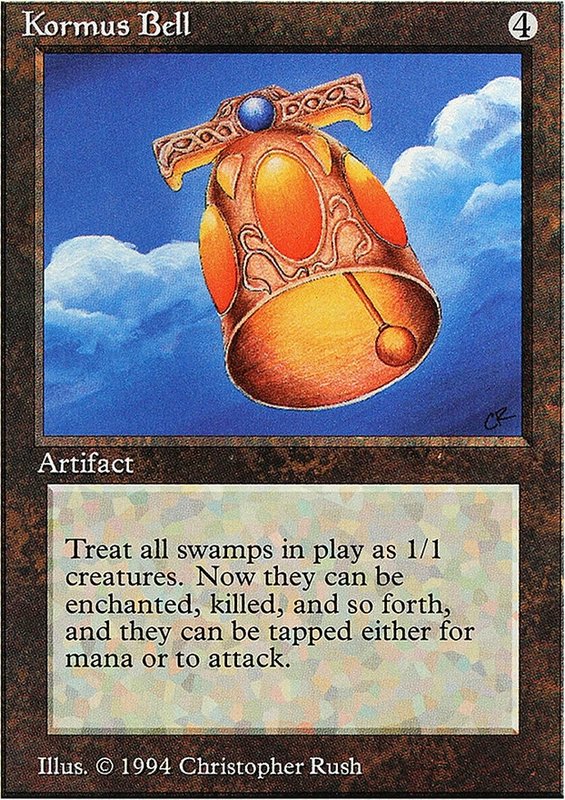 Kormus Bell
4
CR
Artifact
Treat all swamps in play as 1/1
creatures. Now they can be
enchanted, killed, and so forth,
and they can be tapped either for
mana or to attack.
Illus. © 1994 Christopher Rush